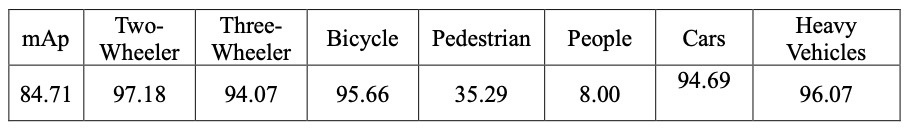 mAp Two-Wheeler Three-Wheeler Bicycle Pedestrian People Cars Heavy Vehicles
84.71 97.18 94.07 95.66 35.29 8.00 94.69 96.07